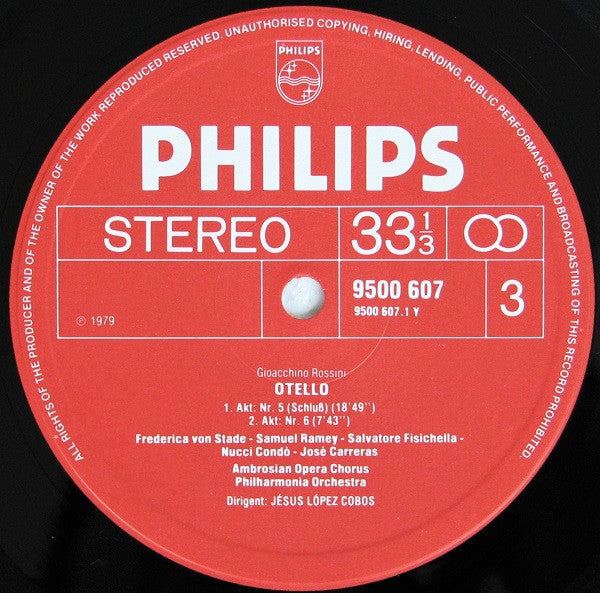 ALL RIGHTS OF THE PRODUCER AND OF THE OWNER OF THE WORK REPRODUCED RESERVED. UNAUTHORISED COPYING, HIRING, LENDING, PUBLIC PERFORMANCE AND BROADCASTING OF THIS RECORD PROHIBITED.
PHILIPS
PHILIPS
STEREO 33 1/3
9500 607 3
9500 607.1 Y
℗ 1979
Gioacchino Rossini
OTELLO
1. Akt: Nr. 5 (Schluß) (18'49'')
2. Akt: Nr. 6 (7'43'')
Frederica von Stade - Samuel Ramey - Salvatore Fisichella -
Nucci Condò - José Carreras
Ambrosian Opera Chorus
Philharmonia Orchestra
Dirigent: JÉSUS LÓPEZ COBOS